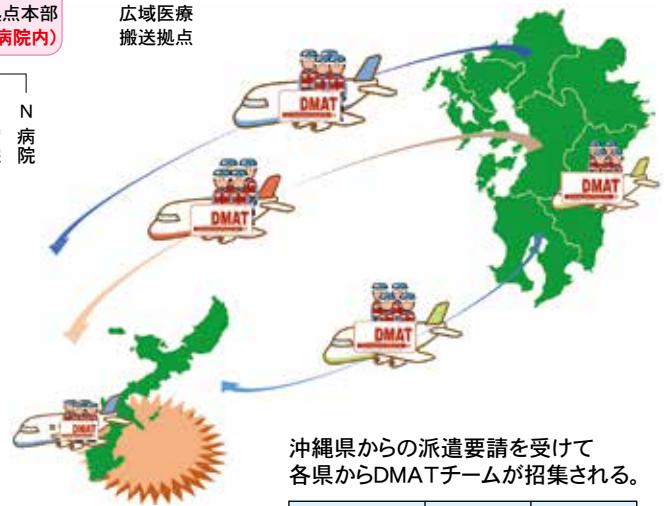 点本部
病院内)
広域医療
搬送拠点
N
病
院
DMAT
DMAT
DMAT
DMAT
DMAT
沖縄県からの派遣要請を受けて
各県からDMATチームが招集される。